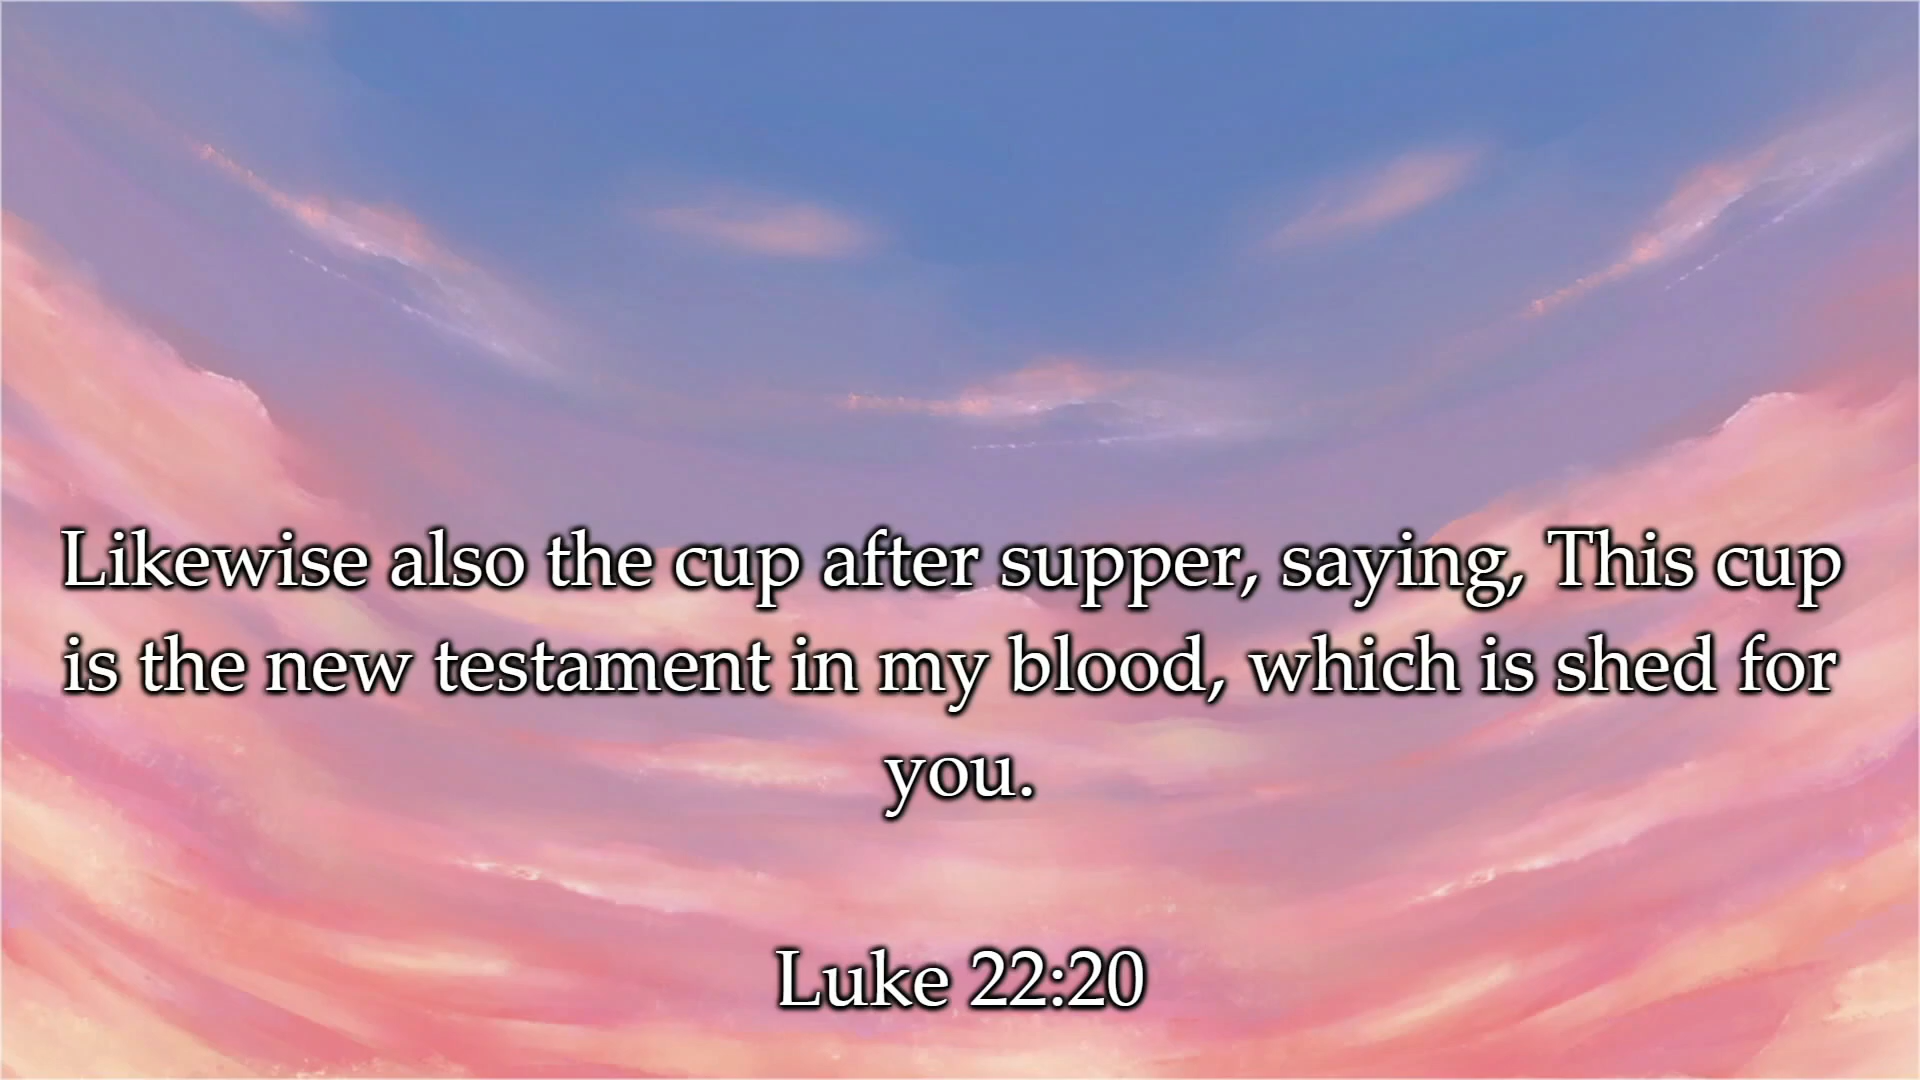 Likewise also the cup after supper, saying, This cup
is the new testament in my blood, which is shed for
you.
Luke 22:20